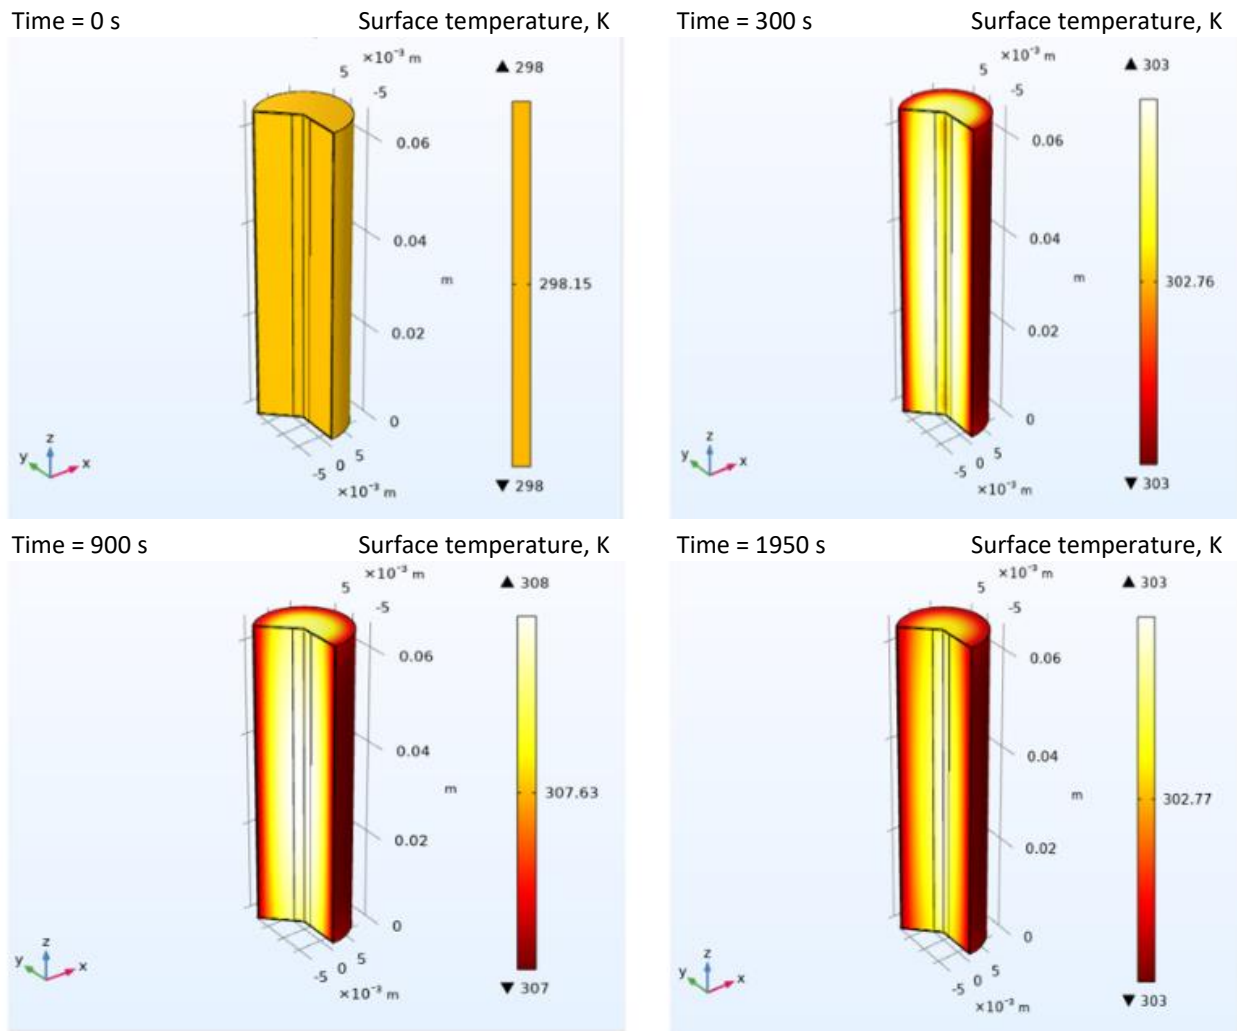 Time = 0 s Surface temperature, K
×10⁻³ m
5
-5
▲ 298
0.06
0.04
m
298.15
0.02
0
z
y
x
-5 0 5
×10⁻³ m
▼ 298
Time = 300 s Surface temperature, K
×10⁻³ m
5
-5
▲ 303
0.06
0.04
m
302.76
0.02
0
z
y
x
-5 0 5
×10⁻³ m
▼ 303
Time = 900 s Surface temperature, K
×10⁻³ m
5
-5
▲ 308
0.06
0.04
m
307.63
0.02
0
z
y
x
-5 0 5
×10⁻³ m
▼ 307
Time = 1950 s Surface temperature, K
×10⁻³ m
5
-5
▲ 303
0.06
0.04
m
302.77
0.02
0
z
y
x
-5 0 5
×10⁻³ m
▼ 303